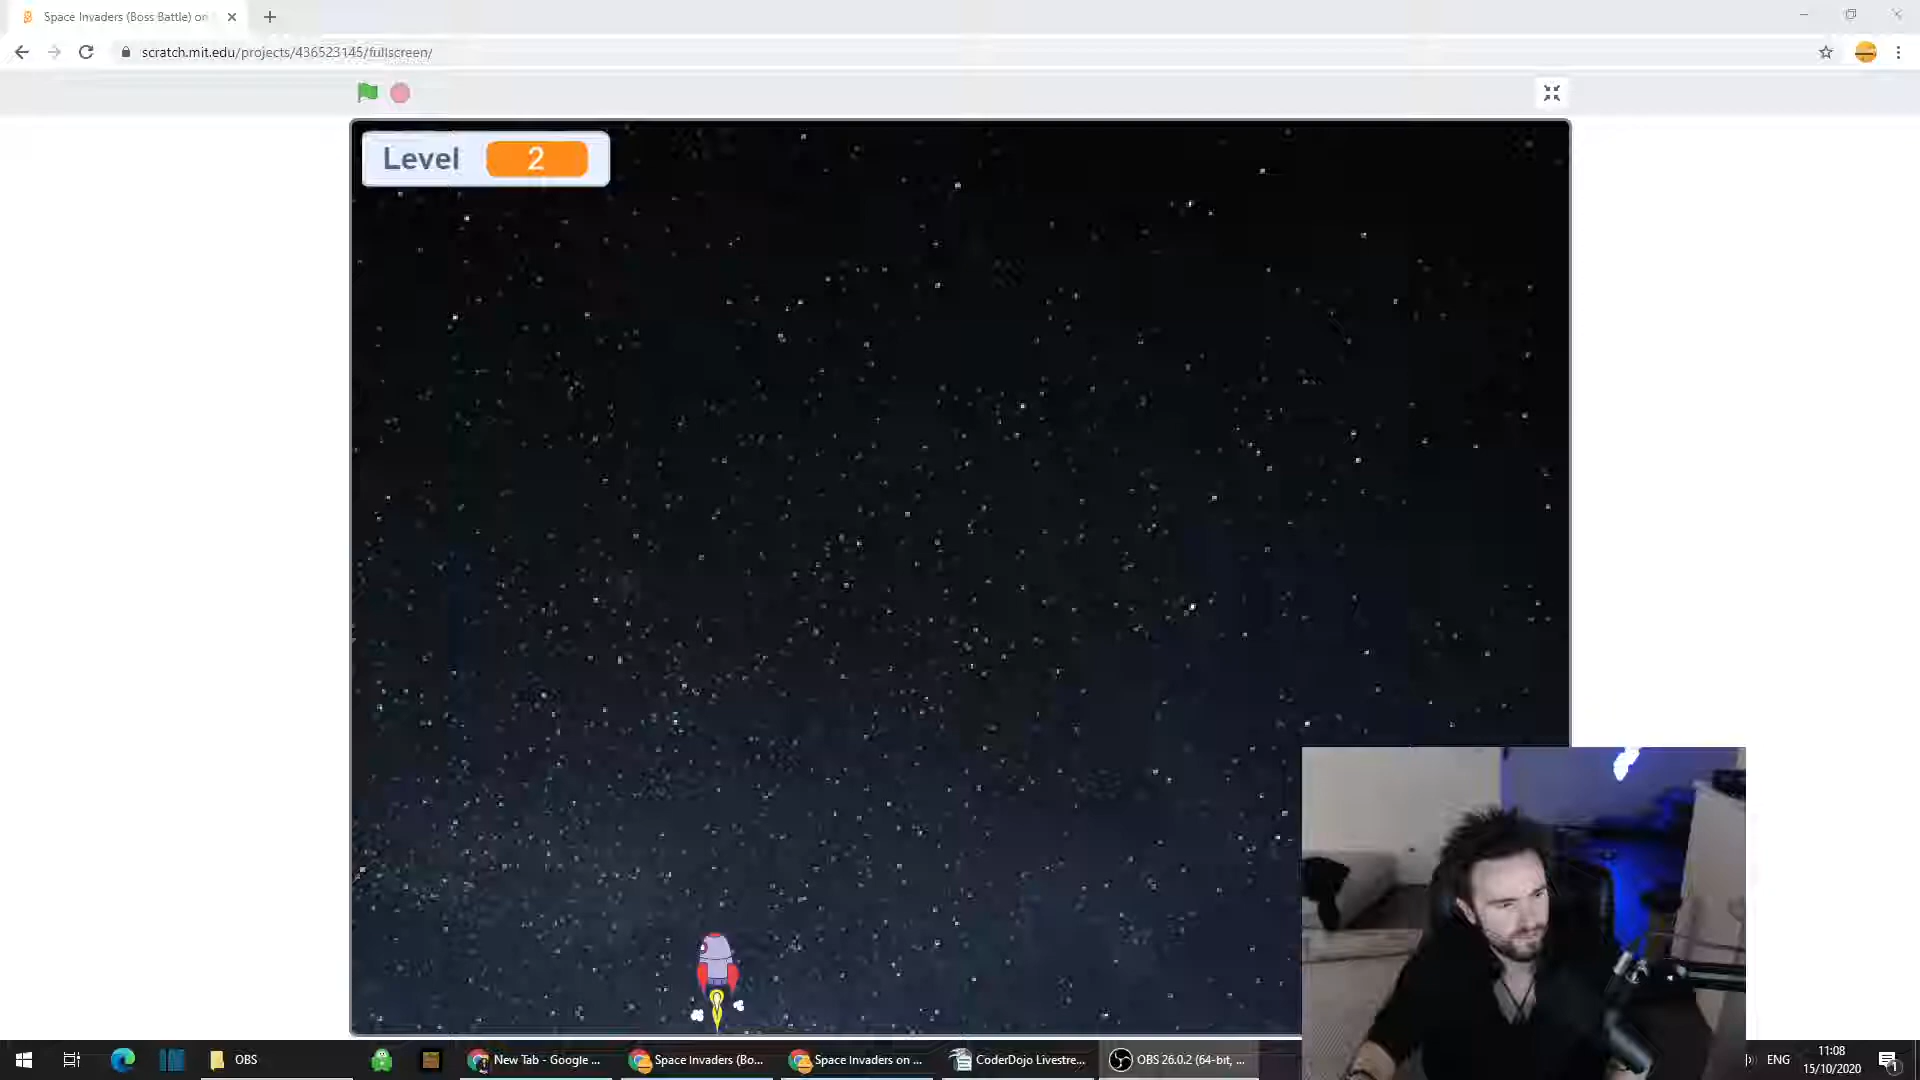 Space Invaders (Boss Battle) on
scratch.mit.edu/projects/436523145/fullscreen/
Level 2
OBS
New Tab - Google ...
Space Invaders (Bo...
Space Invaders on ...
CoderDojo Livestre...
OBS 26.0.2 (64-bit, ...
ENG
11:08
15/10/2020
1